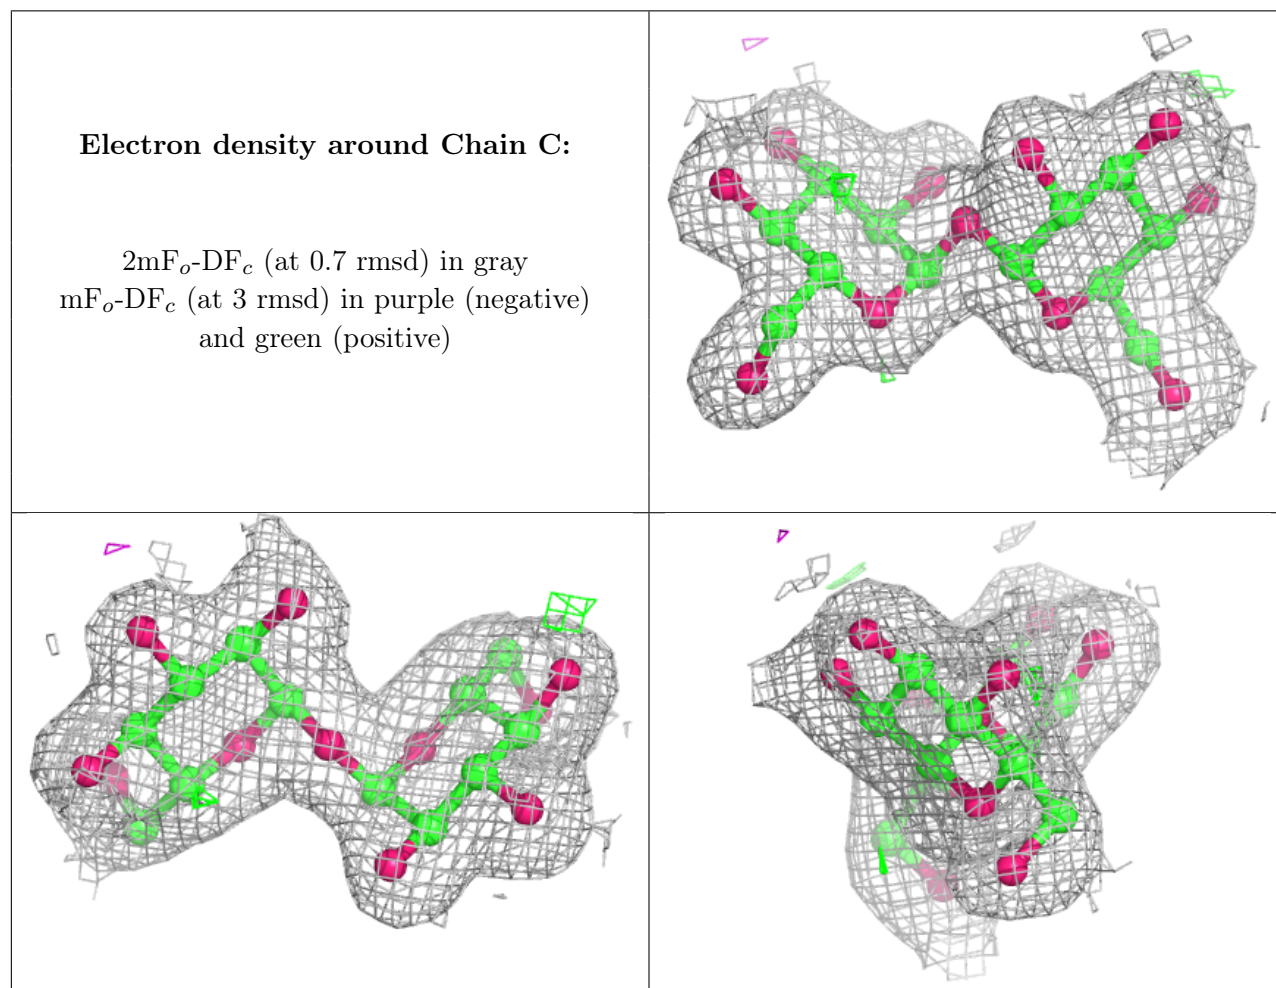 Electron density around Chain C:
2mFo-DFc (at 0.7 rmsd) in gray
mFo-DFc (at 3 rmsd) in purple (negative)
and green (positive)